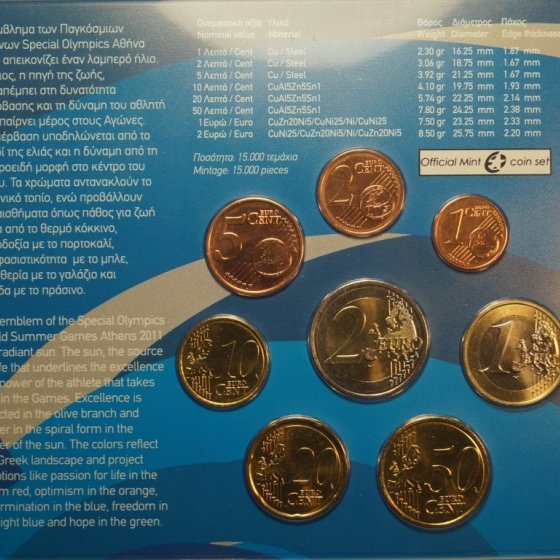 μβλημα των Παγκόσμιων
νων Special Olympics Αθήνα
απεικονίζει έναν λαμπερό ήλιο.
ιος, η πηγή της ζωής,
απέμπει στη δυνατότητα
ρβασης και τη δύναμη του αθλητή
παίρνει μέρος στους Αγώνες.
έρβαση υποδηλώνεται από το
δί της ελιάς και η δύναμη από τη
ροειδή μορφή στο κέντρο του
υ. Τα χρώματα αντανακλούν το
νικό τοπίο, ενώ προβάλλουν
αισθήματα όπως πάθος για ζωή
α από το θερμό κόκκινο,
οδοξία με το πορτοκαλί,
φασιστικότητα με το μπλε,
θερία με το γαλάζιο και
δα με το πράσινο.
emblem of the Special Olympics
ld Summer Games Athens 2011
radiant sun. The sun, the source
fe that underlines the excellence
power of the athlete that takes
in the Games. Excellence is
cted in the olive branch and
er in the spiral form in the
er of the sun. The colors reflect
Greek landscape and project
otions like passion for life in the
m red, optimism in the orange,
ermination in the blue, freedom in
ight blue and hope in the green.
Ονομαστική αξία Υλικό Βάρος Διάμετρος Πάχος
Nominal value Material Weight Diameter Edge thickness
1 Λεπτό / Cent Cu / Steel 2.30 gr 16.25 mm 1.67 mm
2 Λεπτά / Cent Cu / Steel 3.06 gr 18.75 mm 1.67 mm
5 Λεπτά / Cent Cu / Steel 3.92 gr 21.25 mm 1.67 mm
10 Λεπτά / Cent CuAl5Zn5Sn1 4.10 gr 19.75 mm 1.93 mm
20 Λεπτά / Cent CuAl5Zn5Sn1 5.74 gr 22.25 mm 2.14 mm
50 Λεπτά / Cent CuAl5Zn5Sn1 7.80 gr 24.25 mm 2.38 mm
1 Ευρώ / Euro CuZn20Ni5/Ni/CuNi25/Ni/CuNi25 7.50 gr 23.25 mm 2.33 mm
2 Ευρώ / Euro CuNi25/CuZn20Ni5/Ni/CuZn20Ni5 8.50 gr 25.75 mm 2.20 mm
Ποσότητα: 15.000 τεμάχια
Mintage: 15.000 pieces
Official Mint coin set
2 EURO CENT
5 EURO CENT
1 EURO CENT
10 EURO CENT
2 EURO
1 EURO
20 EURO CENT
50 EURO CENT